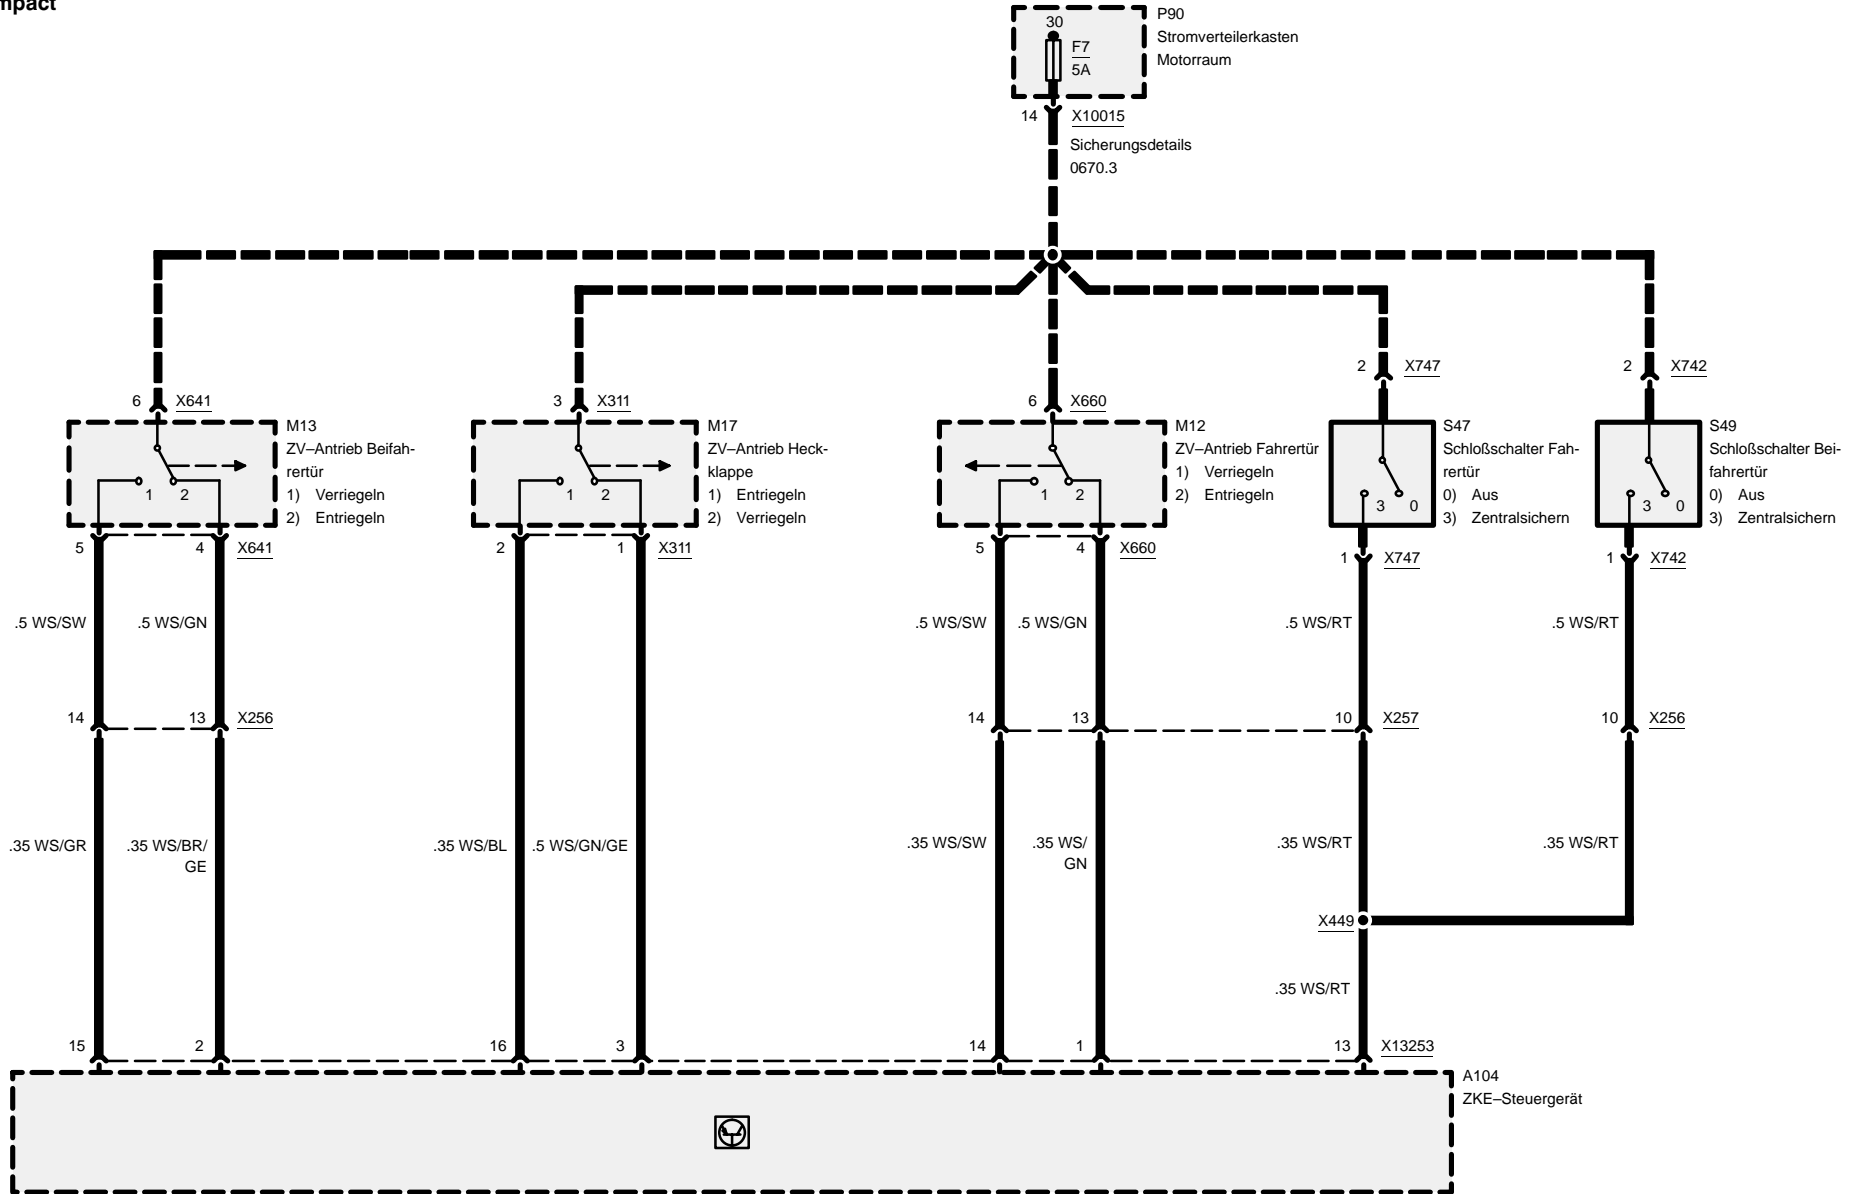 30
F7
5A
P90
Stromverteilerkasten
Motorraum
14 X10015
Sicherungsdetails
0670.3
2 X747
2 X742
6 X641
3 X311
6 X660
M13
ZV–Antrieb Beifah-
rertür
1) Verriegeln
2) Entriegeln
1 2
M17
ZV–Antrieb Heck-
klappe
1) Entriegeln
2) Verriegeln
1 2
M12
ZV–Antrieb Fahrertür
1) Verriegeln
2) Entriegeln
1 2
S47
Schloßschalter Fah-
rertür
0) Aus
3) Zentralsichern
3 0
S49
Schloßschalter Bei-
fahrertür
0) Aus
3) Zentralsichern
3 0
5 4 X641
2 1 X311
5 4 X660
1 X747
1 X742
.5 WS/SW .5 WS/GN
.5 WS/SW .5 WS/GN
.5 WS/RT
.5 WS/RT
14 13 X256
14 13
10 X257
10 X256
.35 WS/GR
.35 WS/BR/
GE
.35 WS/BL
.5 WS/GN/GE
.35 WS/SW
.35 WS/
GN
.35 WS/RT
.35 WS/RT
X449
.35 WS/RT
15 2 16 3 14 1 13 X13253
A104
ZKE–Steuergerät